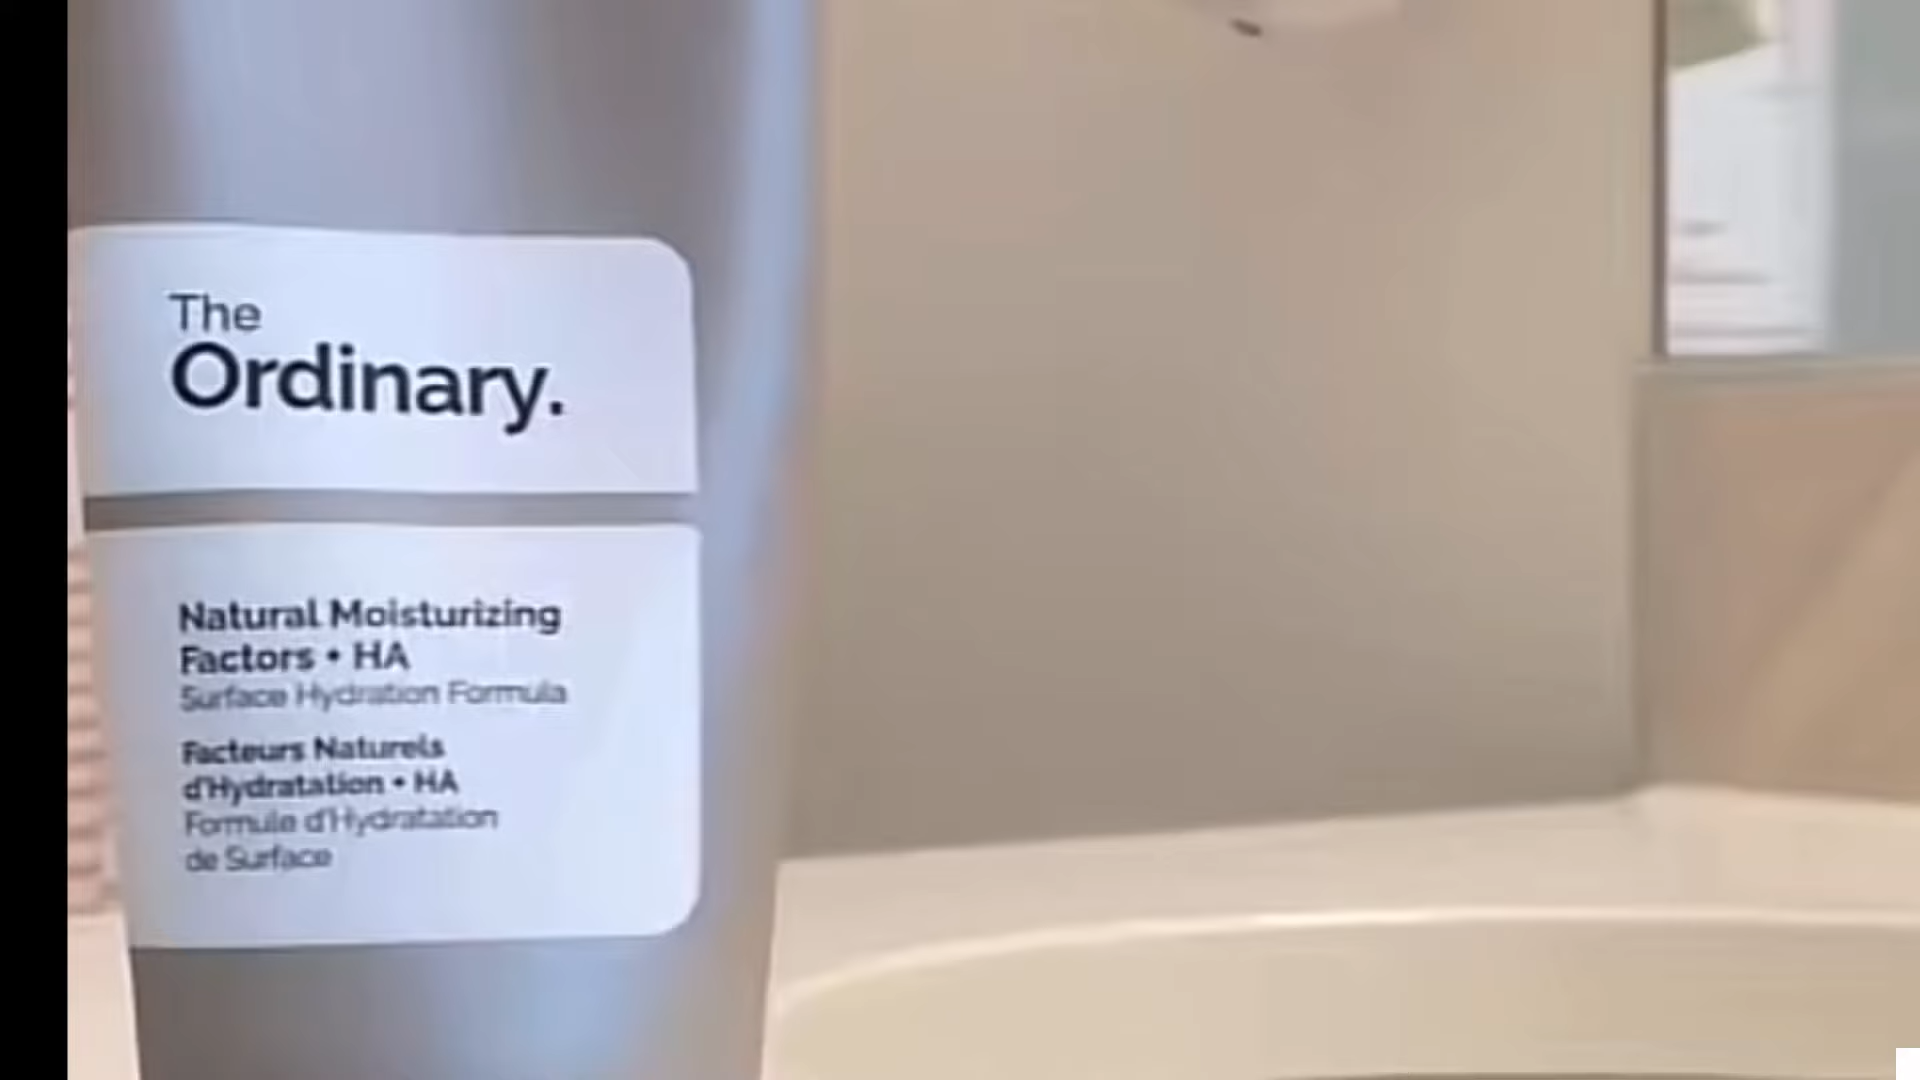 The
Ordinary.
Natural Moisturizing
Factors + HA
Surface Hydration Formula
Facteurs Naturels
d'Hydratation + HA
Formule d'Hydratation
de Surface